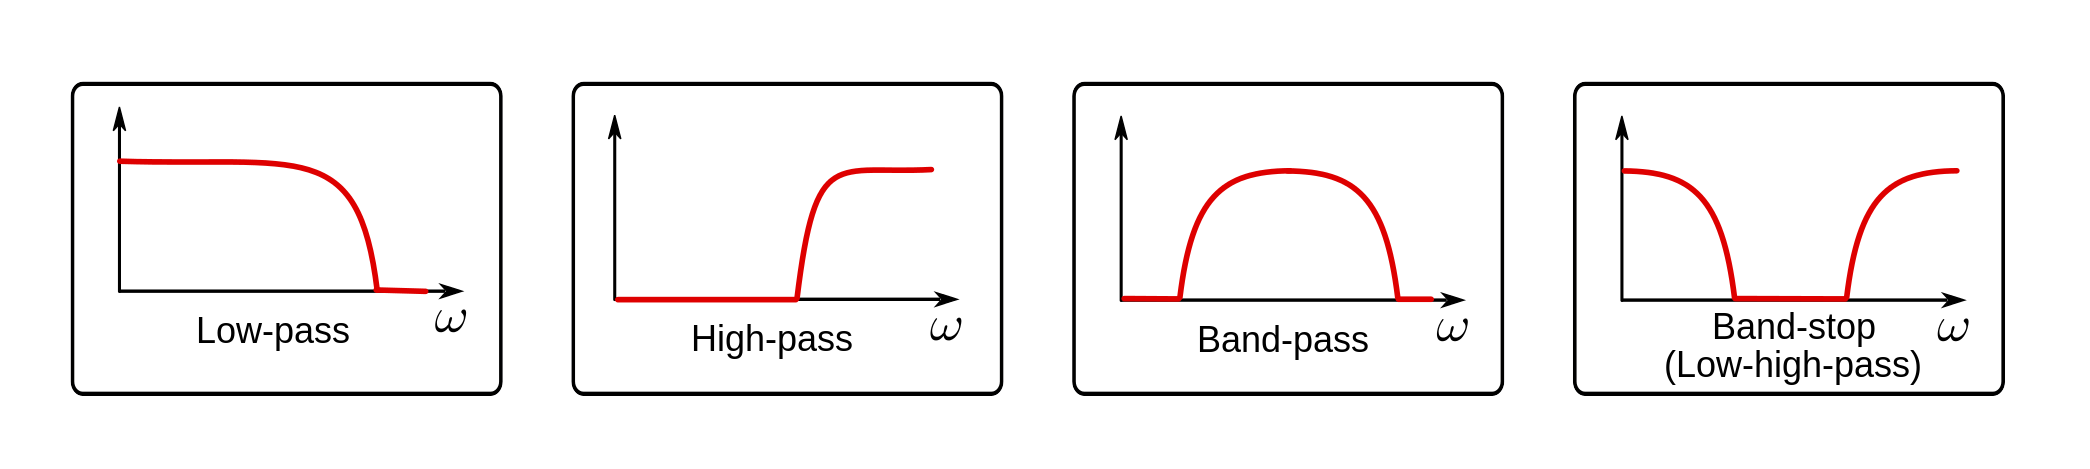 Low-pass
ω
High-pass
ω
Band-pass
ω
Band-stop
(Low-high-pass)
ω